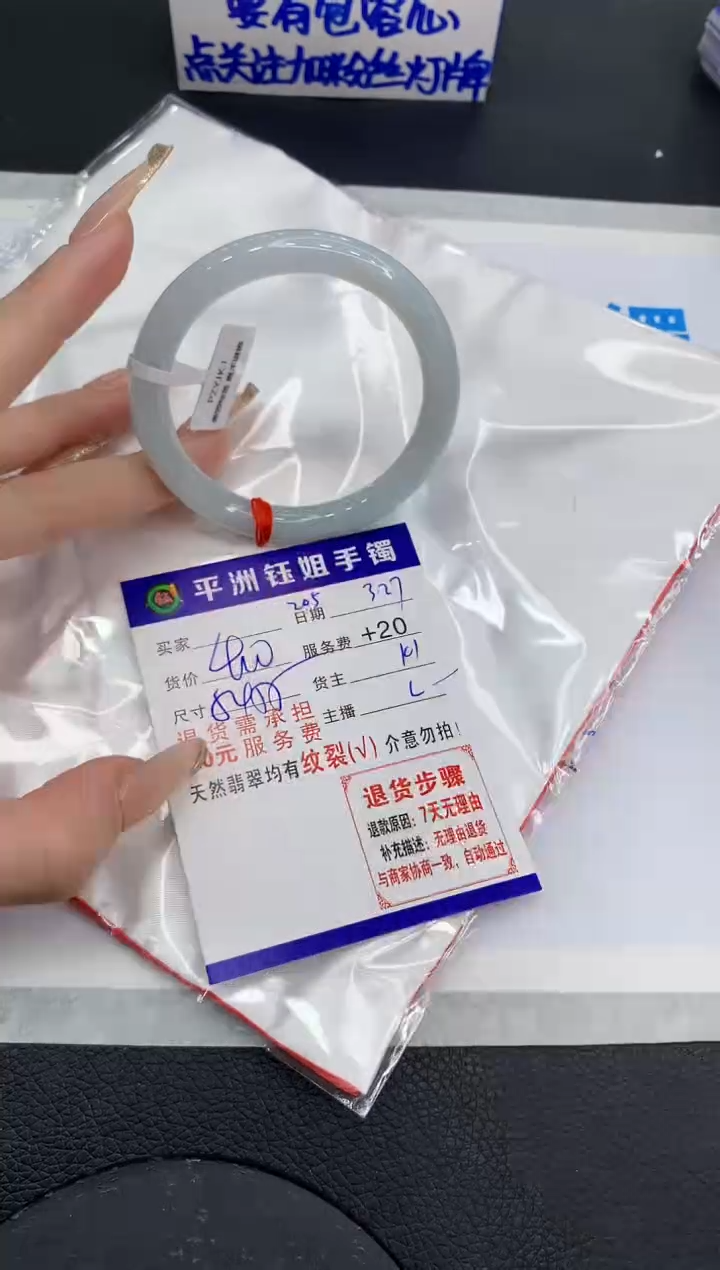 要有包容心
点关注加粉丝灯牌
平洲钰姐手镯
买家
205
日期 327
货价
服务费 +20
尺寸
货主 K1
退货需承担
主播 L
0元服务费
天然翡翠均有纹裂(√) 介意勿拍!
退货步骤
退款原因:7天无理由
补充描述:无理由退货
与商家协商一致,自动通过